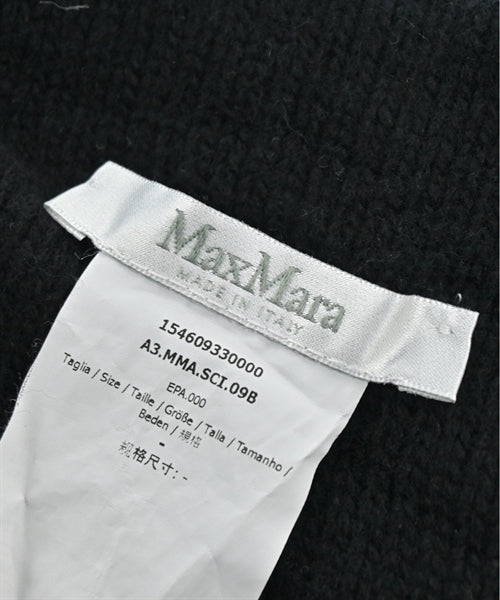 MaxMara
MADE IN ITALY
154609330000
A3.MMA.SCI.09B
EPA.000
Taglia / Size / Taille / Größe / Talla / Tamanho /
Beden / 規格
-
规格尺寸: -